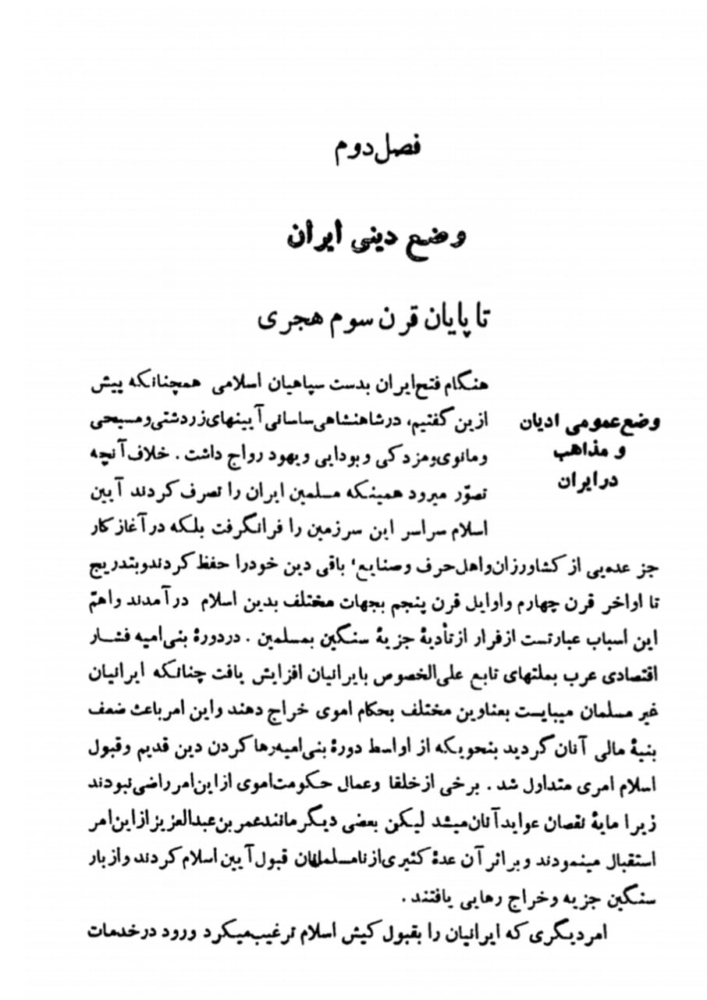 فصل دوم
وضع دینی ایران
تا پایان قرن سوم هجری
وضع عمومی ادیان
و مذاهب
در ایران
هنگام فتح ایران بدست سپاهیان اسلامی همچنانکه پیش
ازین گفتیم، در شاهنشاهی ساسانی آیینهای زردشتی و مسیحی
و مانوی و مزدکی و بودایی و یهود رواج داشت. خلاف آنچه
تصوّر میرود همینکه مسلمین ایران را تصرف کردند آیین
اسلام سراسر این سرزمین را فرانگرفت بلکه در آغاز کار
جز عده‌یی از کشاورزان و اهل حرف و صنایع، باقی دین خود را حفظ کردند و بتدریج
تا اواخر قرن چهارم و اوایل قرن پنجم بجهات مختلف بدین اسلام درآمدند و اهمّ
این اسباب عبارتست از فرار از تأدیهٔ جزیهٔ سنگین بمسلمین. در دورهٔ بنی‌امیه فشار
اقتصادی عرب بملتهای تابع علی‌الخصوص بایرانیان افزایش یافت چنانکه ایرانیان
غیر مسلمان میبایست بعناوین مختلف بحکام اموی خراج دهند و این امر باعث ضعف
بنیهٔ مالی آنان گردید بنحویکه از اواسط دورهٔ بنی‌امیه رها کردن دین قدیم و قبول
اسلام امری متداول شد. برخی از خلفا و عمال حکومت اموی از این امر راضی نبودند
زیرا مایهٔ نقصان عواید آنان میشد لیکن بعضی دیگر مانند عمر بن عبدالعزیز از این امر
استقبال مینمودند و بر اثر آن عدهٔ کثیری از نامسلمانان قبول آیین اسلام کردند و از بار
سنگین جزیه و خراج رهایی یافتند.
امر دیگری که ایرانیان را بقبول کیش اسلام ترغیب میکرد ورود در خدمات